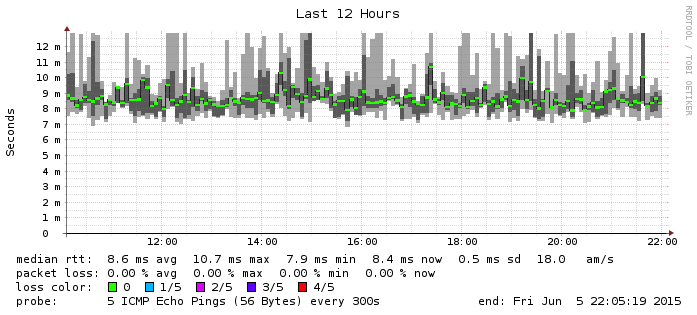 Last 12 Hours
RRDTOOL / TOBI OETIKER
Seconds
12 m
11 m
10 m
9 m
8 m
7 m
6 m
5 m
4 m
3 m
2 m
1 m
0
12:00 14:00 16:00 18:00 20:00 22:00
median rtt: 8.6 ms avg 10.7 ms max 7.9 ms min 8.4 ms now 0.5 ms sd 18.0 am/s
packet loss: 0.00 % avg 0.00 % max 0.00 % min 0.00 % now
loss color: 0 1/5 2/5 3/5 4/5
probe: 5 ICMP Echo Pings (56 Bytes) every 300s end: Fri Jun 5 22:05:19 2015